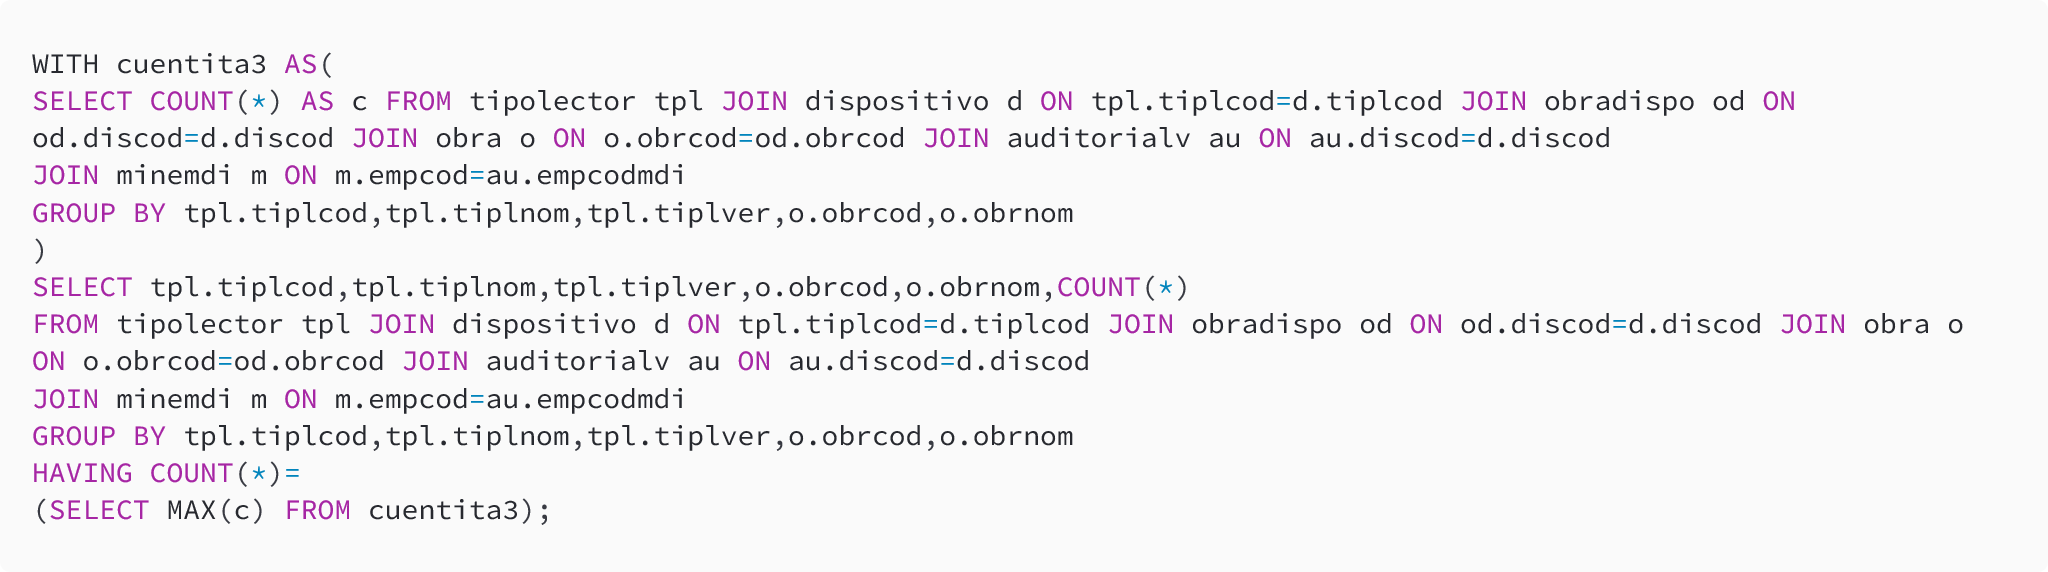 WITH cuentita3 AS(
SELECT COUNT(*) AS c FROM tipolector tpl JOIN dispositivo d ON tpl.tiplcod=d.tiplcod JOIN obradispo od ON
od.discod=d.discod JOIN obra o ON o.obrcod=od.obrcod JOIN auditorialv au ON au.discod=d.discod
JOIN minemdi m ON m.empcod=au.empcodmdi
GROUP BY tpl.tiplcod,tpl.tiplnom,tpl.tiplver,o.obrcod,o.obrnom
)
SELECT tpl.tiplcod,tpl.tiplnom,tpl.tiplver,o.obrcod,o.obrnom,COUNT(*)
FROM tipolector tpl JOIN dispositivo d ON tpl.tiplcod=d.tiplcod JOIN obradispo od ON od.discod=d.discod JOIN obra o
ON o.obrcod=od.obrcod JOIN auditorialv au ON au.discod=d.discod
JOIN minemdi m ON m.empcod=au.empcodmdi
GROUP BY tpl.tiplcod,tpl.tiplnom,tpl.tiplver,o.obrcod,o.obrnom
HAVING COUNT(*)=
(SELECT MAX(c) FROM cuentita3);